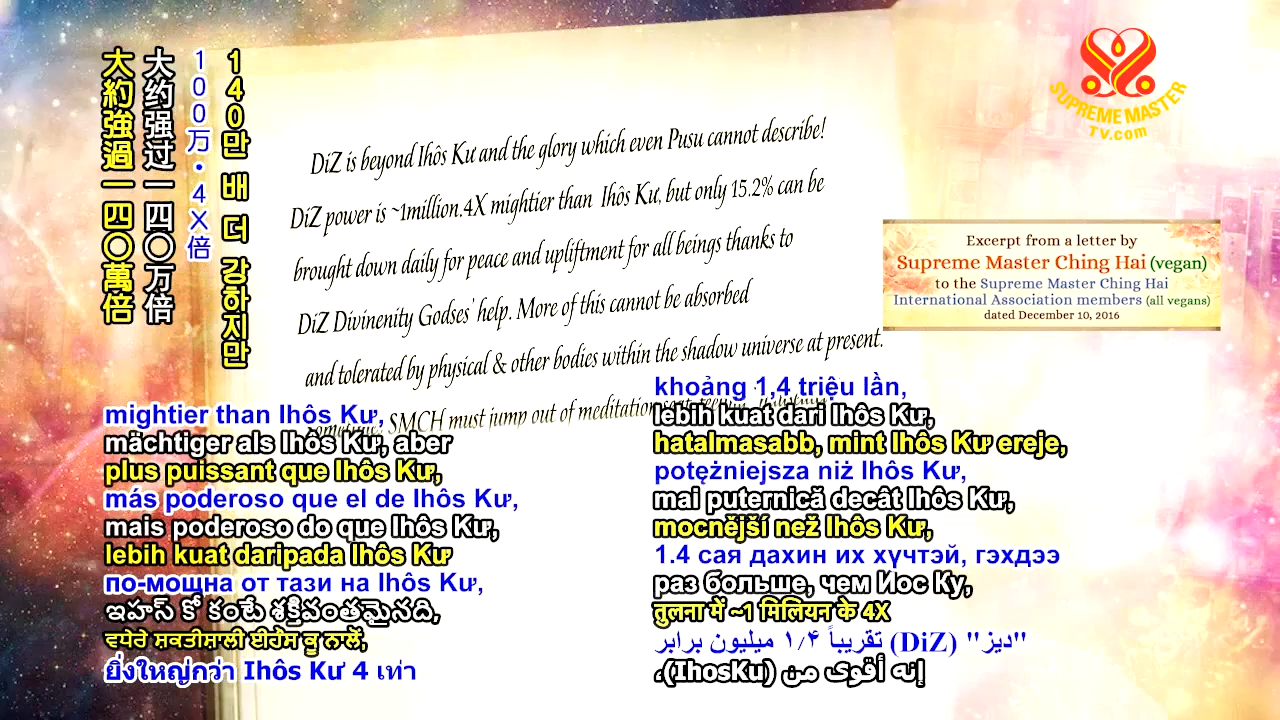 140만 배 더 강하지만
100万・4X倍
大约强过一四〇万倍
大約強過一四〇萬倍
SUPREME MASTER
TV.com
DiZ is beyond Ihôs Kư and the glory which even Pusu cannot describe!
DiZ power is ~1million.4X mightier than Ihôs Kư, but only 15.2% can be
brought down daily for peace and upliftment for all beings thanks to
DiZ Divinenity Godses' help. More of this cannot be absorbed
and tolerated by physical & other bodies within the shadow universe at present.
SMCH must jump out of meditation
Excerpt from a letter by
Supreme Master Ching Hai (vegan)
to the Supreme Master Ching Hai
International Association members (all vegans)
dated December 10, 2016
mightier than Ihôs Kư,
mächtiger als Ihôs Kư, aber
plus puissant que Ihôs Kư,
más poderoso que el de Ihôs Kư,
mais poderoso do que Ihôs Kư,
lebih kuat daripada Ihôs Kư
по-мощна от тази на Ihôs Kư,
ఇహస్ కో కంటే శక్తివంతమైనది,
ਵਧੇਰੇ ਸ਼ਕਤੀਸ਼ਾਲੀ ਈਹੋਸ ਕੂ ਨਾਲੋਂ,
ยิ่งใหญ่กว่า Ihôs Kư 4 เท่า
khoảng 1,4 triệu lần,
lebih kuat dari Ihôs Kư,
hatalmasabb, mint Ihôs Kư ereje,
potężniejsza niż Ihôs Kư,
mai puternică decât Ihôs Kư,
mocnější než Ihôs Kư,
1.4 сая дахин их хүчтэй, гэхдээ
раз больше, чем Иос Ку,
तुलना में ~1 मिलियन के 4X
"دیز" (DiZ) تقریباً ۱/۴ میلیون برابر
إنه أقوى من (IhosKu)،